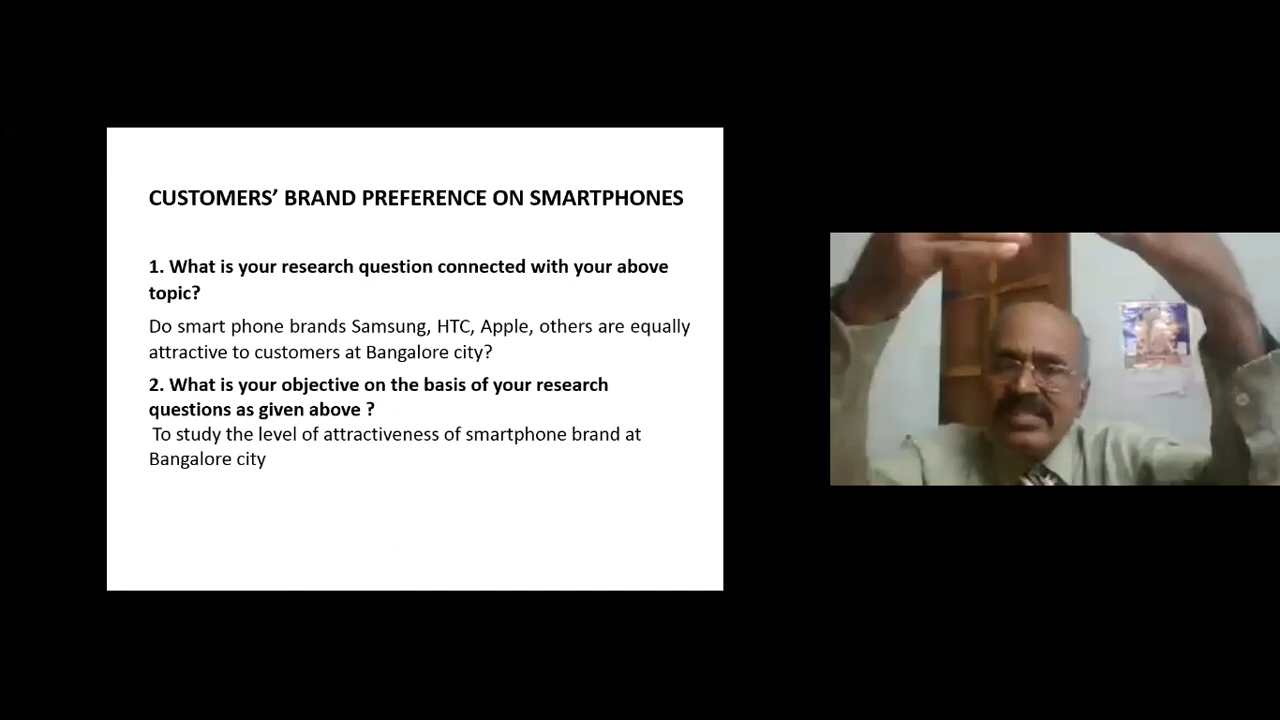 CUSTOMERS’ BRAND PREFERENCE ON SMARTPHONES
1. What is your research question connected with your above
topic?
Do smart phone brands Samsung, HTC, Apple, others are equally
attractive to customers at Bangalore city?
2. What is your objective on the basis of your research
questions as given above ?
To study the level of attractiveness of smartphone brand at
Bangalore city